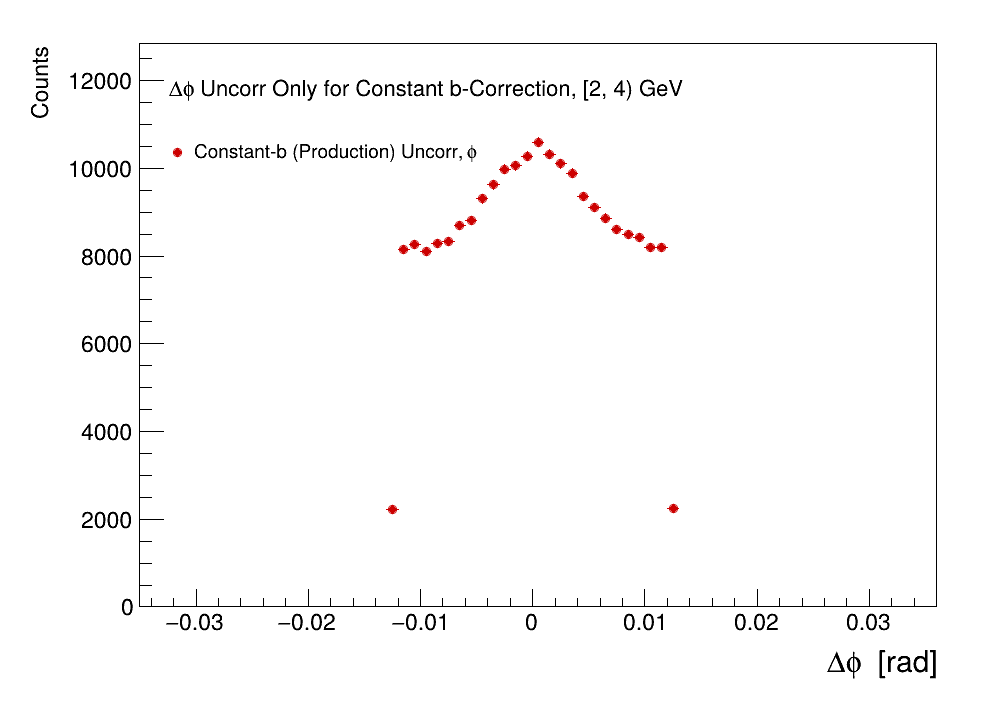 Counts
12000
10000
8000
6000
4000
2000
0
Δϕ Uncorr Only for Constant b-Correction, [2, 4) GeV
Constant-b (Production) Uncorr, ϕ
−0.03 −0.02 −0.01 0 0.01 0.02 0.03
Δϕ [rad]